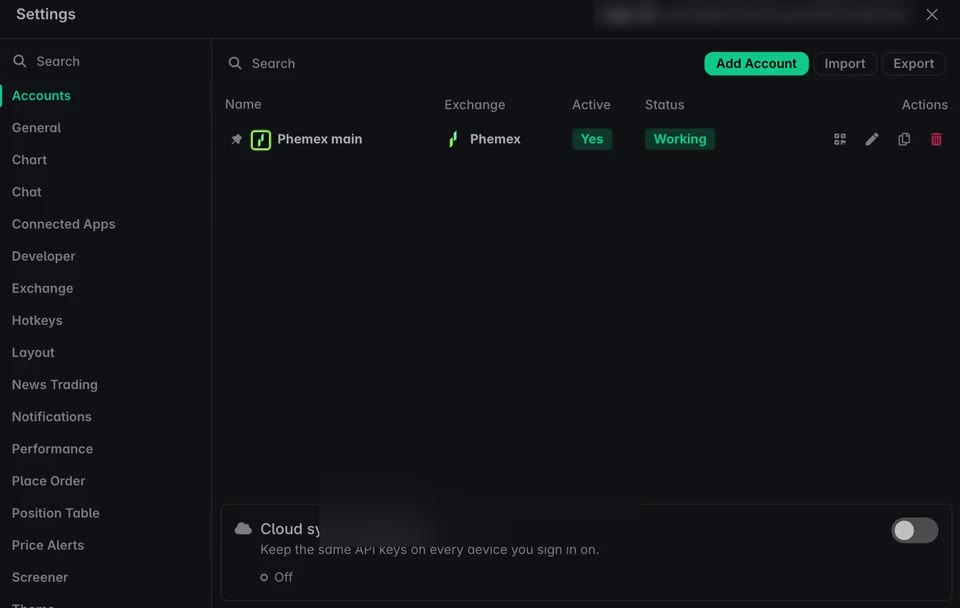 Settings
Search
Accounts
General
Chart
Chat
Connected Apps
Developer
Exchange
Hotkeys
Layout
News Trading
Notifications
Performance
Place Order
Position Table
Price Alerts
Screener
Search
Add Account Import Export
Name Exchange Active Status Actions
Phemex main Phemex Yes Working
Cloud
Keep the same API keys on every device you sign in on.
Off